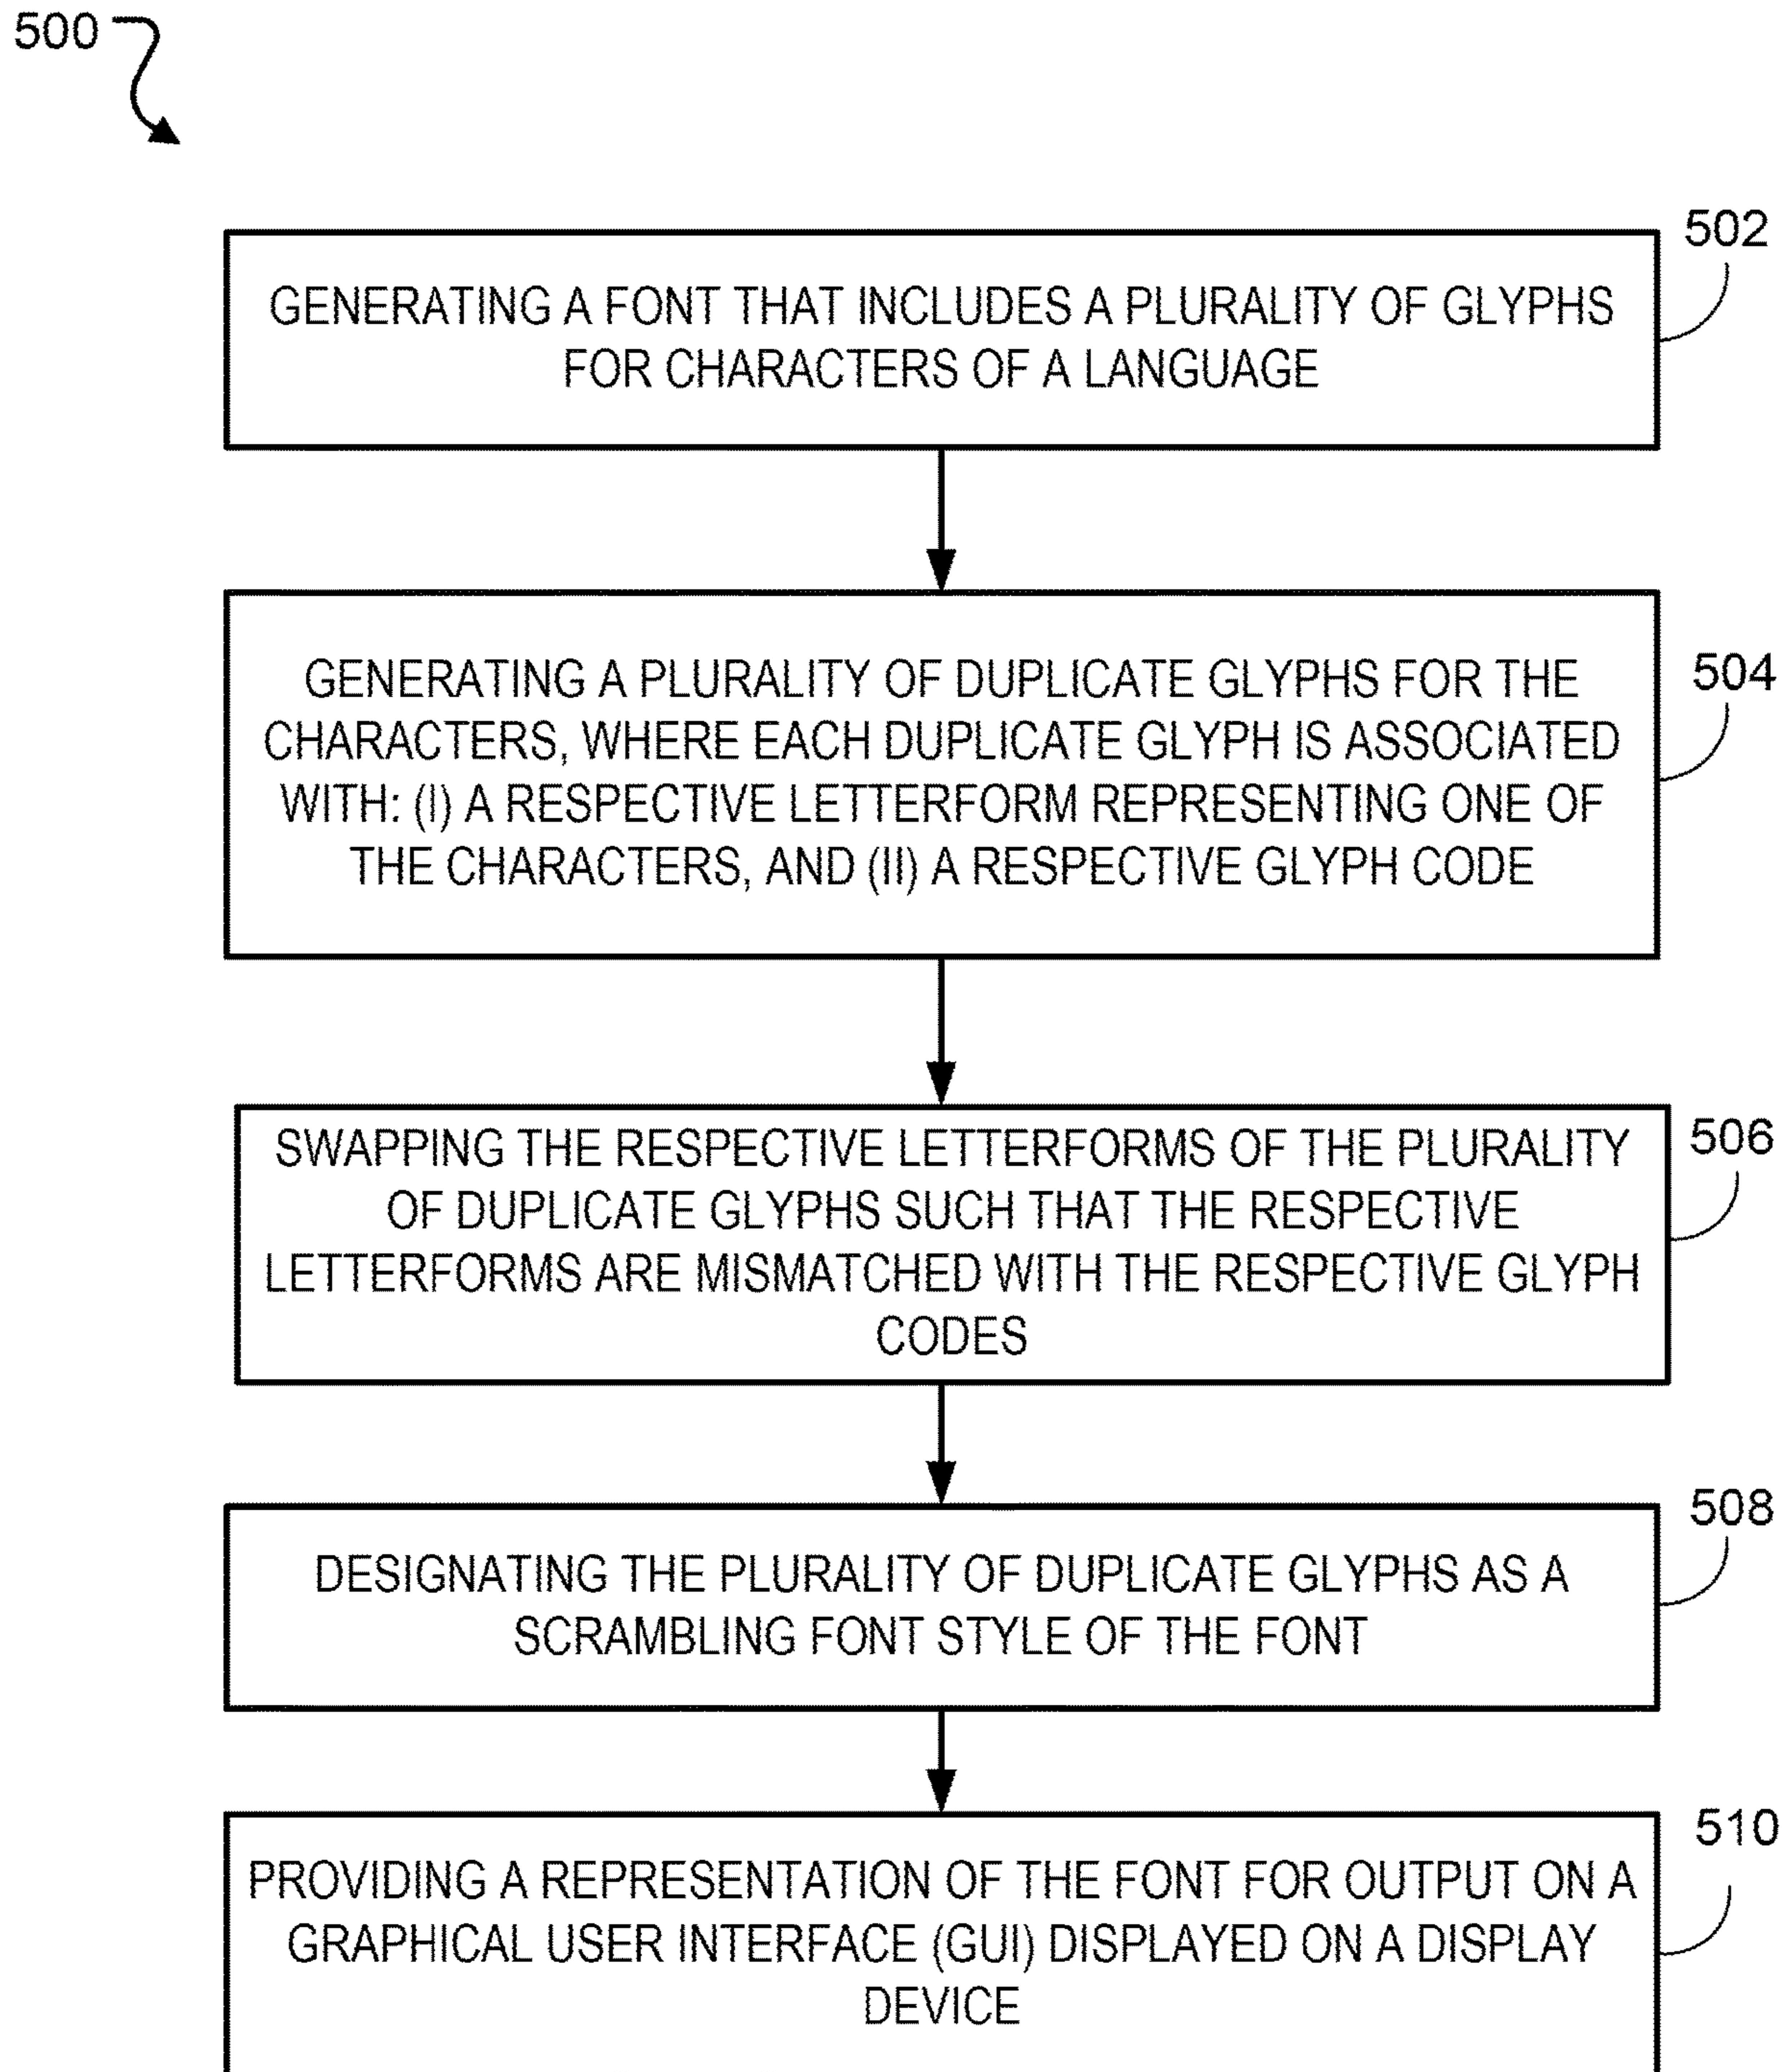 500
502
GENERATING A FONT THAT INCLUDES A PLURALITY OF GLYPHS
FOR CHARACTERS OF A LANGUAGE
504
GENERATING A PLURALITY OF DUPLICATE GLYPHS FOR THE
CHARACTERS, WHERE EACH DUPLICATE GLYPH IS ASSOCIATED
WITH: (I) A RESPECTIVE LETTERFORM REPRESENTING ONE OF
THE CHARACTERS, AND (II) A RESPECTIVE GLYPH CODE
506
SWAPPING THE RESPECTIVE LETTERFORMS OF THE PLURALITY
OF DUPLICATE GLYPHS SUCH THAT THE RESPECTIVE
LETTERFORMS ARE MISMATCHED WITH THE RESPECTIVE GLYPH
CODES
508
DESIGNATING THE PLURALITY OF DUPLICATE GLYPHS AS A
SCRAMBLING FONT STYLE OF THE FONT
510
PROVIDING A REPRESENTATION OF THE FONT FOR OUTPUT ON A
GRAPHICAL USER INTERFACE (GUI) DISPLAYED ON A DISPLAY
DEVICE